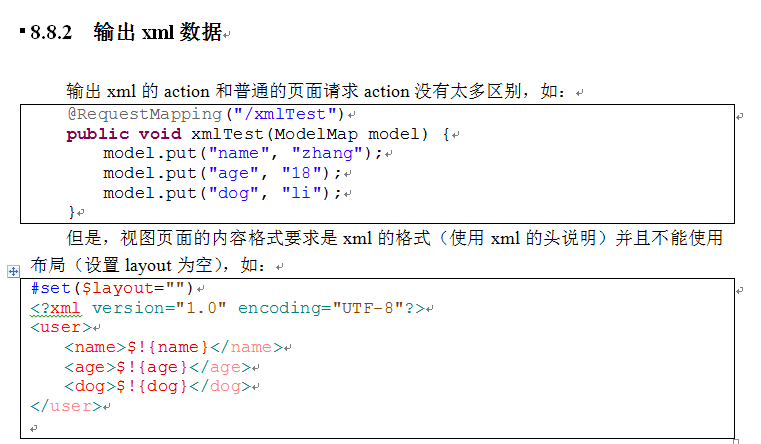 8.8.2 输出 xml 数据
输出 xml 的 action 和普通的页面请求 action 没有太多区别，如：
@RequestMapping("/xmlTest")
public void xmlTest(ModelMap model) {
model.put("name", "zhang");
model.put("age", "18");
model.put("dog", "li");
}
但是，视图页面的内容格式要求是 xml 的格式（使用 xml 的头说明）并且不能使用
布局（设置 layout 为空），如：
#set($layout="")
<?xml version="1.0" encoding="UTF-8"?>
<user>
<name>$!{name}</name>
<age>$!{age}</age>
<dog>$!{dog}</dog>
</user>